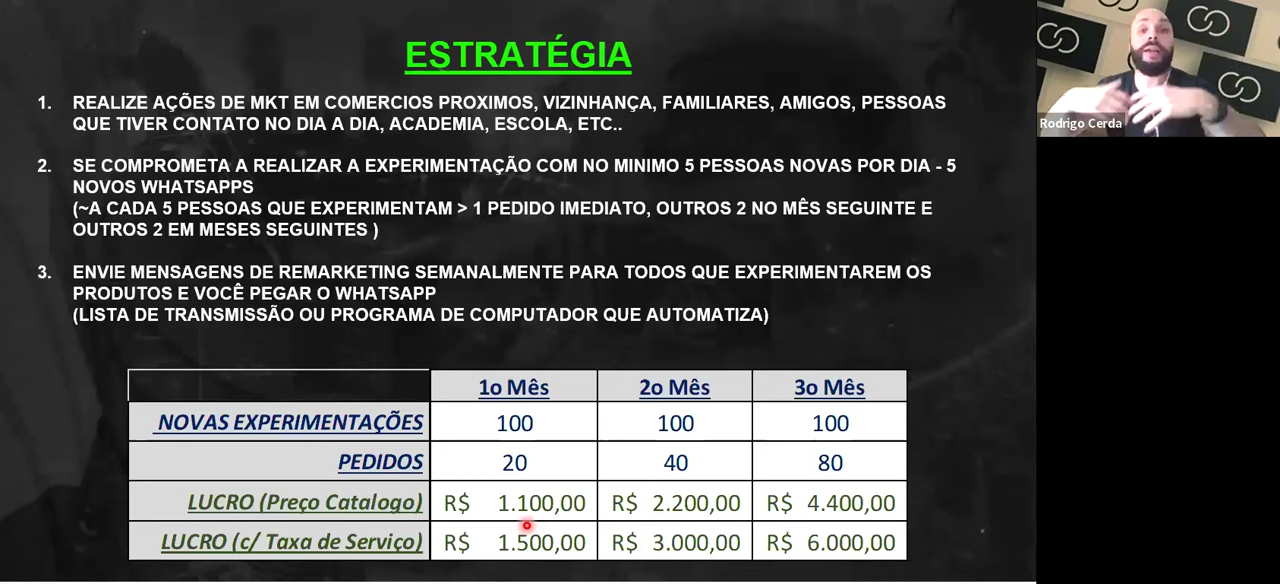 ESTRATÉGIA
1. REALIZE AÇÕES DE MKT EM COMERCIOS PROXIMOS, VIZINHANÇA, FAMILIARES, AMIGOS, PESSOAS
QUE TIVER CONTATO NO DIA A DIA, ACADEMIA, ESCOLA, ETC..
2. SE COMPROMETA A REALIZAR A EXPERIMENTAÇÃO COM NO MINIMO 5 PESSOAS NOVAS POR DIA - 5
NOVOS WHATSAPPS
(~A CADA 5 PESSOAS QUE EXPERIMENTAM > 1 PEDIDO IMEDIATO, OUTROS 2 NO MÊS SEGUINTE E
OUTROS 2 EM MESES SEGUINTES )
3. ENVIE MENSAGENS DE REMARKETING SEMANALMENTE PARA TODOS QUE EXPERIMENTAREM OS
PRODUTOS E VOCÊ PEGAR O WHATSAPP
(LISTA DE TRANSMISSÃO OU PROGRAMA DE COMPUTADOR QUE AUTOMATIZA)
1o Mês 2o Mês 3o Mês
NOVAS EXPERIMENTAÇÕES 100 100 100
PEDIDOS 20 40 80
LUCRO (Preço Catalogo) R$ 1.100,00 R$ 2.200,00 R$ 4.400,00
LUCRO (c/ Taxa de Serviço) R$ 1.500,00 R$ 3.000,00 R$ 6.000,00
Rodrigo Cerda